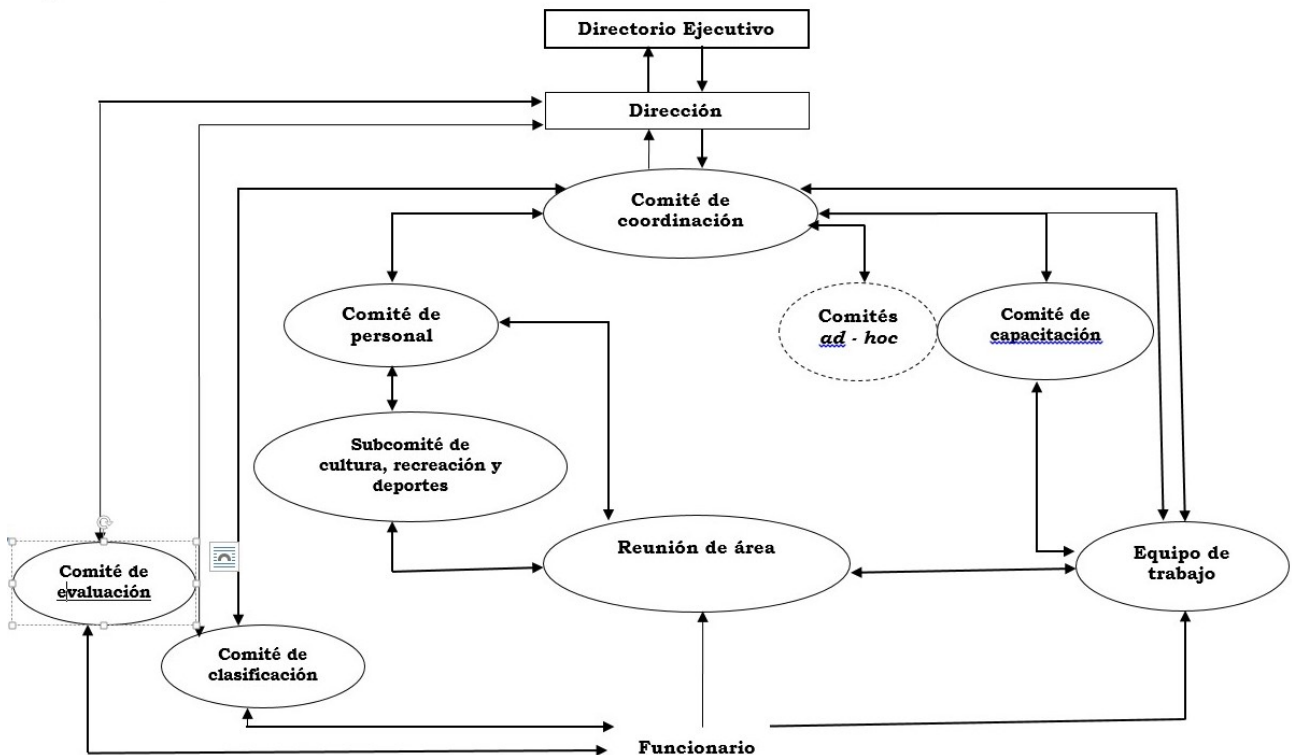 Directorio Ejecutivo
Dirección
Comité de
coordinación
Comité de
personal
Comités
ad - hoc
Comité de
capacitación
Subcomité de
cultura, recreación y
deportes
Reunión de área
Equipo de
trabajo
Comité de
evaluación
Comité de
clasificación
Funcionario